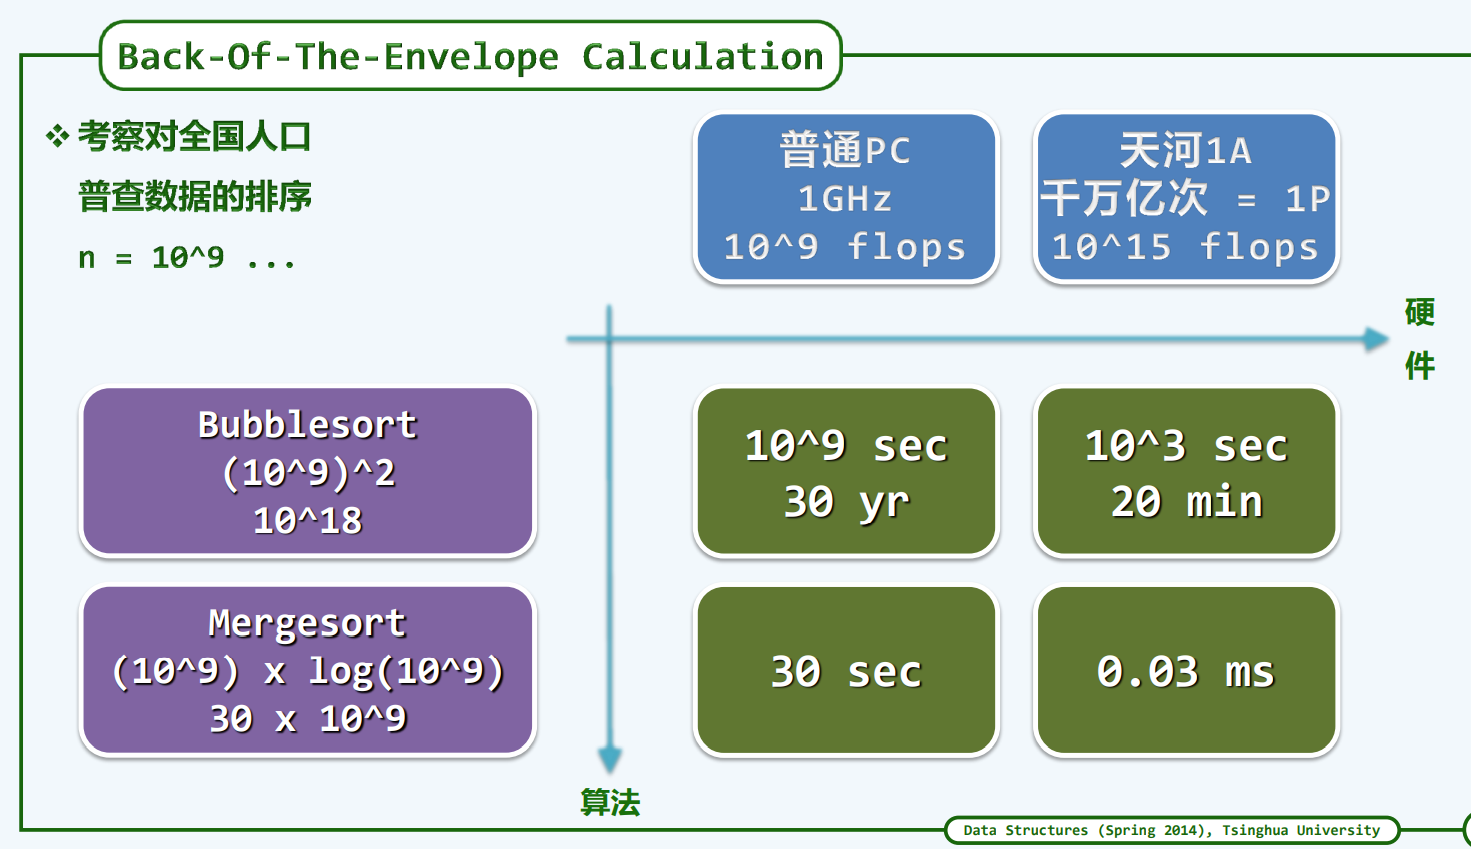 Back-Of-The-Envelope Calculation
❖ 考察对全国人口
普查数据的排序
n = 10^9 ...
普通PC
1GHz
10^9 flops
天河1A
千万亿次 = 1P
10^15 flops
硬
件
Bubblesort
(10^9)^2
10^18
10^9 sec
30 yr
10^3 sec
20 min
Mergesort
(10^9) x log(10^9)
30 x 10^9
30 sec
0.03 ms
算法
Data Structures (Spring 2014), Tsinghua University